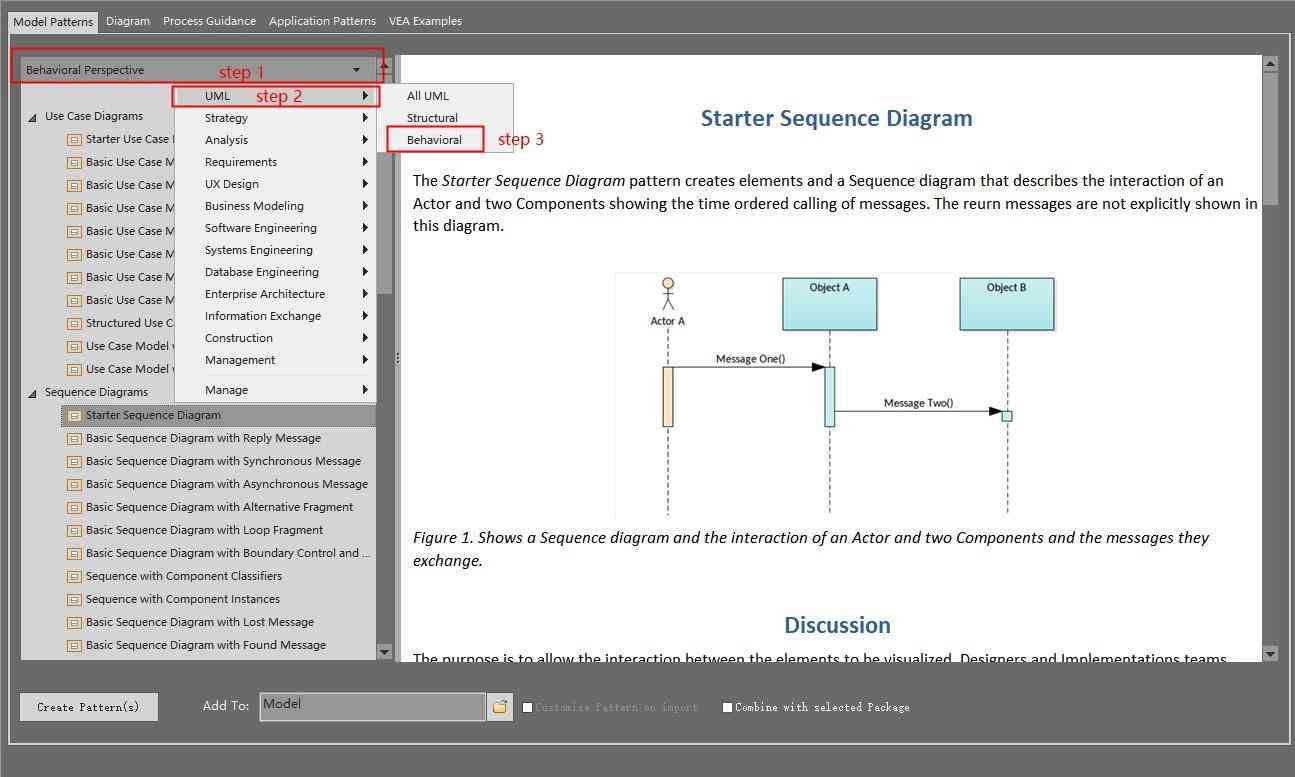 Model Patterns Diagram Process Guidance Application Patterns VEA Examples
Behavioral Perspective step 1
UML step 2
Strategy
Analysis
Requirements
UX Design
Business Modeling
Software Engineering
Systems Engineering
Database Engineering
Enterprise Architecture
Information Exchange
Construction
Management
Manage
All UML
Structural
Behavioral step 3
Use Case Diagrams
Starter Use Case
Basic Use Case M
Basic Use Case M
Basic Use Case M
Basic Use Case M
Basic Use Case M
Basic Use Case M
Basic Use Case M
Structured Use C
Use Case Model
Use Case Model
Sequence Diagrams
Starter Sequence Diagram
Basic Sequence Diagram with Reply Message
Basic Sequence Diagram with Synchronous Message
Basic Sequence Diagram with Asynchronous Message
Basic Sequence Diagram with Alternative Fragment
Basic Sequence Diagram with Loop Fragment
Basic Sequence Diagram with Boundary Control and ...
Sequence with Component Classifiers
Sequence with Component Instances
Basic Sequence Diagram with Lost Message
Basic Sequence Diagram with Found Message
Starter Sequence Diagram
The Starter Sequence Diagram pattern creates elements and a Sequence diagram that describes the interaction of an
Actor and two Components showing the time ordered calling of messages. The reurn messages are not explicitly shown in
this diagram.
Actor A
Object A
Object B
Message One()
Message Two()
Figure 1. Shows a Sequence diagram and the interaction of an Actor and two Components and the messages they
exchange.
Discussion
The purpose is to allow the interaction between the elements to be visualized. Designers and Implementations teams
Create Pattern(s) Add To: Model Customize Pattern on import Combine with selected Package